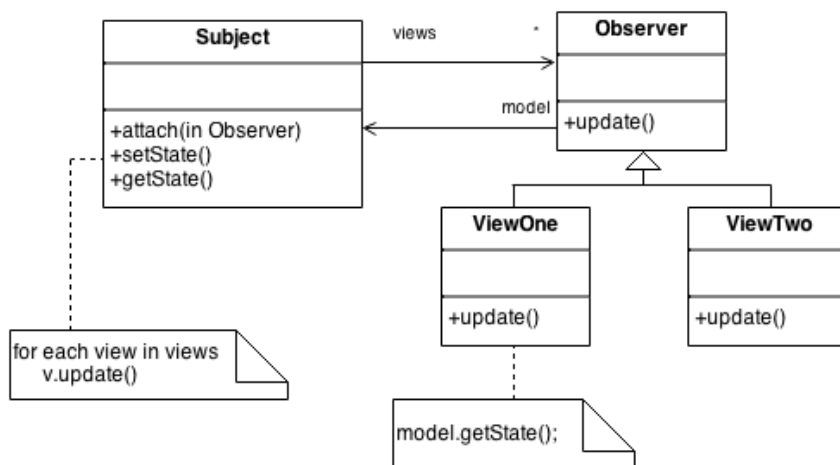 Subject
+attach(in Observer)
+setState()
+getState()
views
*
model
Observer
+update()
ViewOne
+update()
ViewTwo
+update()
for each view in views
v.update()
model.getState();